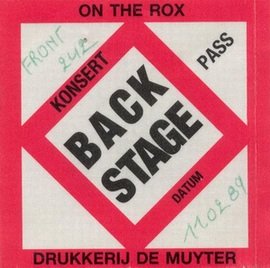 ON THE ROX
FRONT
242
KONSERT
PASS
BACK
STAGE
DATUM
11 02 89
DRUKKERIJ DE MUYTER